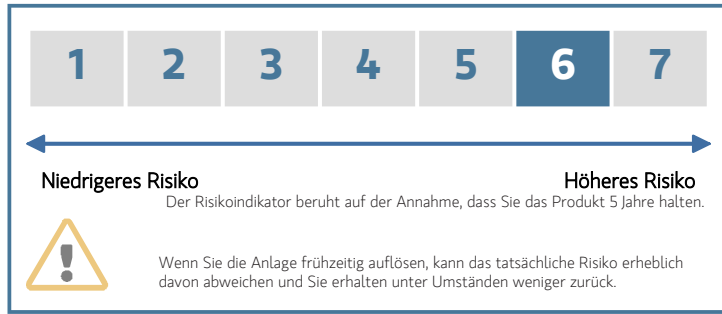 1 2 3 4 5 6 7
Niedrigeres Risiko Höheres Risiko
Der Risikoindikator beruht auf der Annahme, dass Sie das Produkt 5 Jahre halten.
!
Wenn Sie die Anlage frühzeitig auflösen, kann das tatsächliche Risiko erheblich
davon abweichen und Sie erhalten unter Umständen weniger zurück.